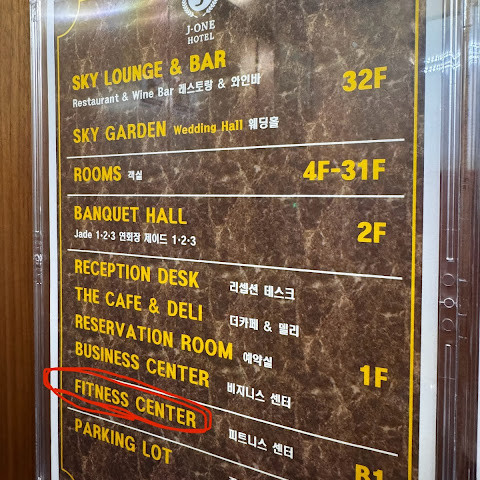 J-ONE
HOTEL
SKY LOUNGE & BAR
Restaurant & Wine Bar 레스토랑 & 와인바
32F
SKY GARDEN Wedding Hall 웨딩홀
ROOMS 객실
4F-31F
BANQUET HALL
Jade 1·2·3 연회장 제이드 1·2·3
2F
RECEPTION DESK 리셉션 데스크
THE CAFE & DELI 더카페 & 델리
RESERVATION ROOM 예약실
BUSINESS CENTER 비지니스 센터
1F
FITNESS CENTER 피트니스 센터
PARKING LOT
B1